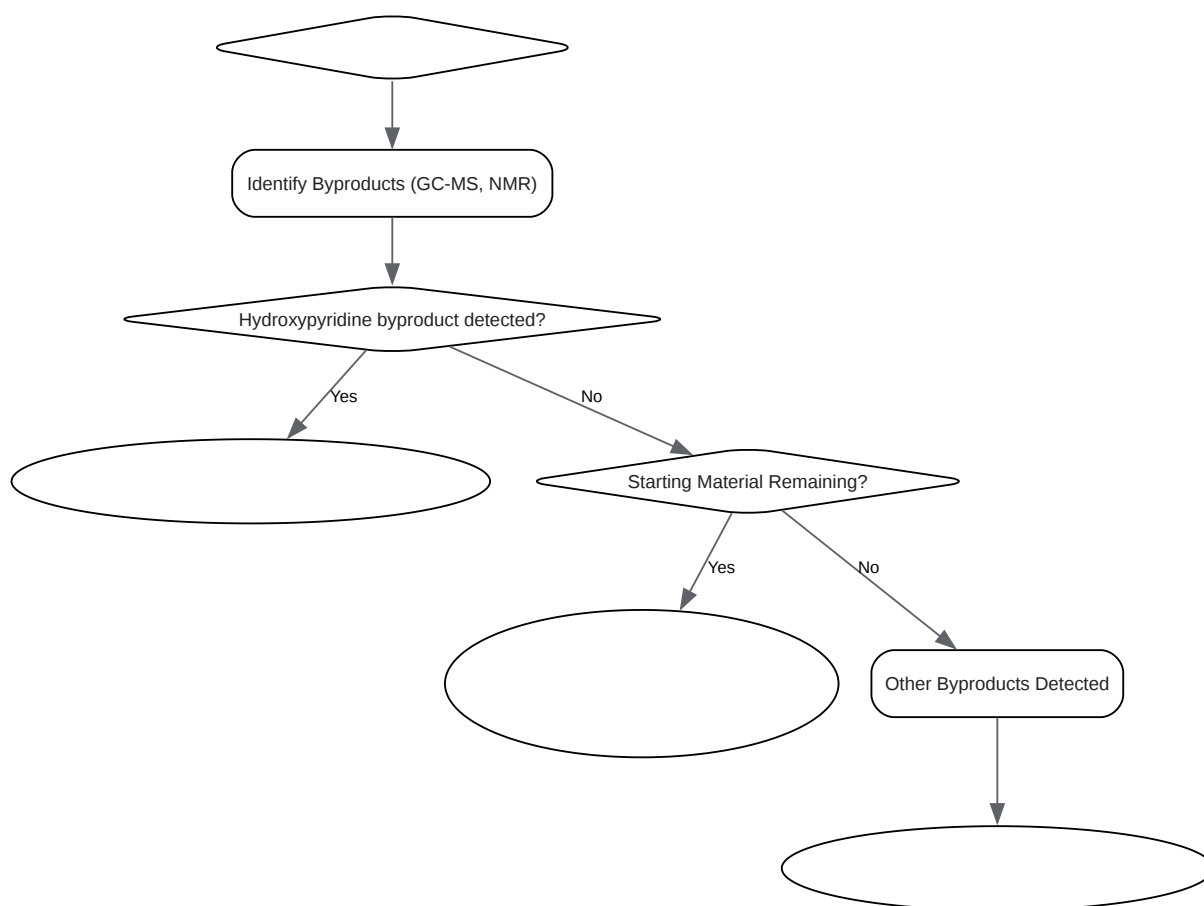 Identify Byproducts (GC-MS, NMR)
Hydroxypyridine byproduct detected?
Yes
No
Starting Material Remaining?
Yes
No
Other Byproducts Detected